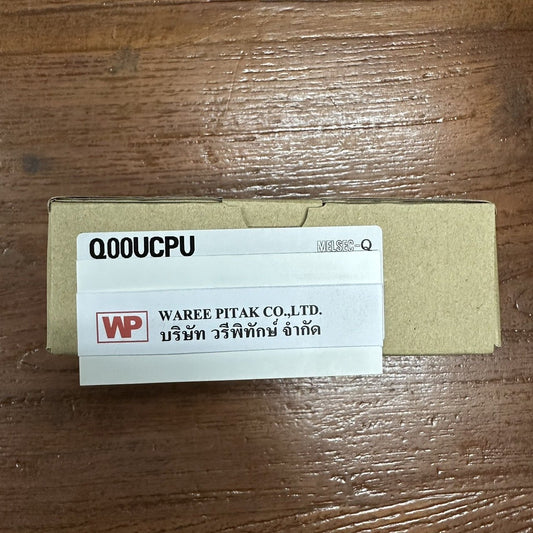 Q00UCPU MELSEC-Q
WP WAREE PITAK CO.,LTD.
บริษัท วรีพิทักษ์ จำกัด